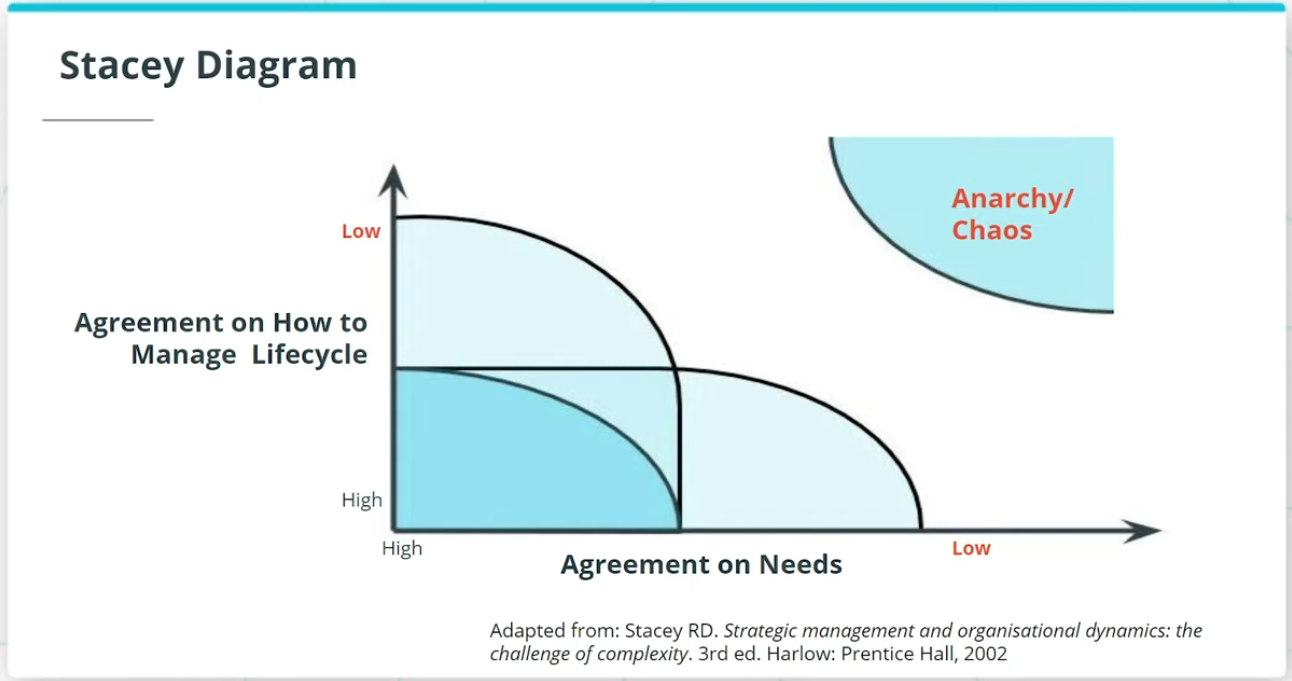 Stacey Diagram
Anarchy/
Chaos
Low
Agreement on How to
Manage Lifecycle
High
High
Low
Agreement on Needs
Adapted from: Stacey RD. Strategic management and organisational dynamics: the
challenge of complexity. 3rd ed. Harlow: Prentice Hall, 2002